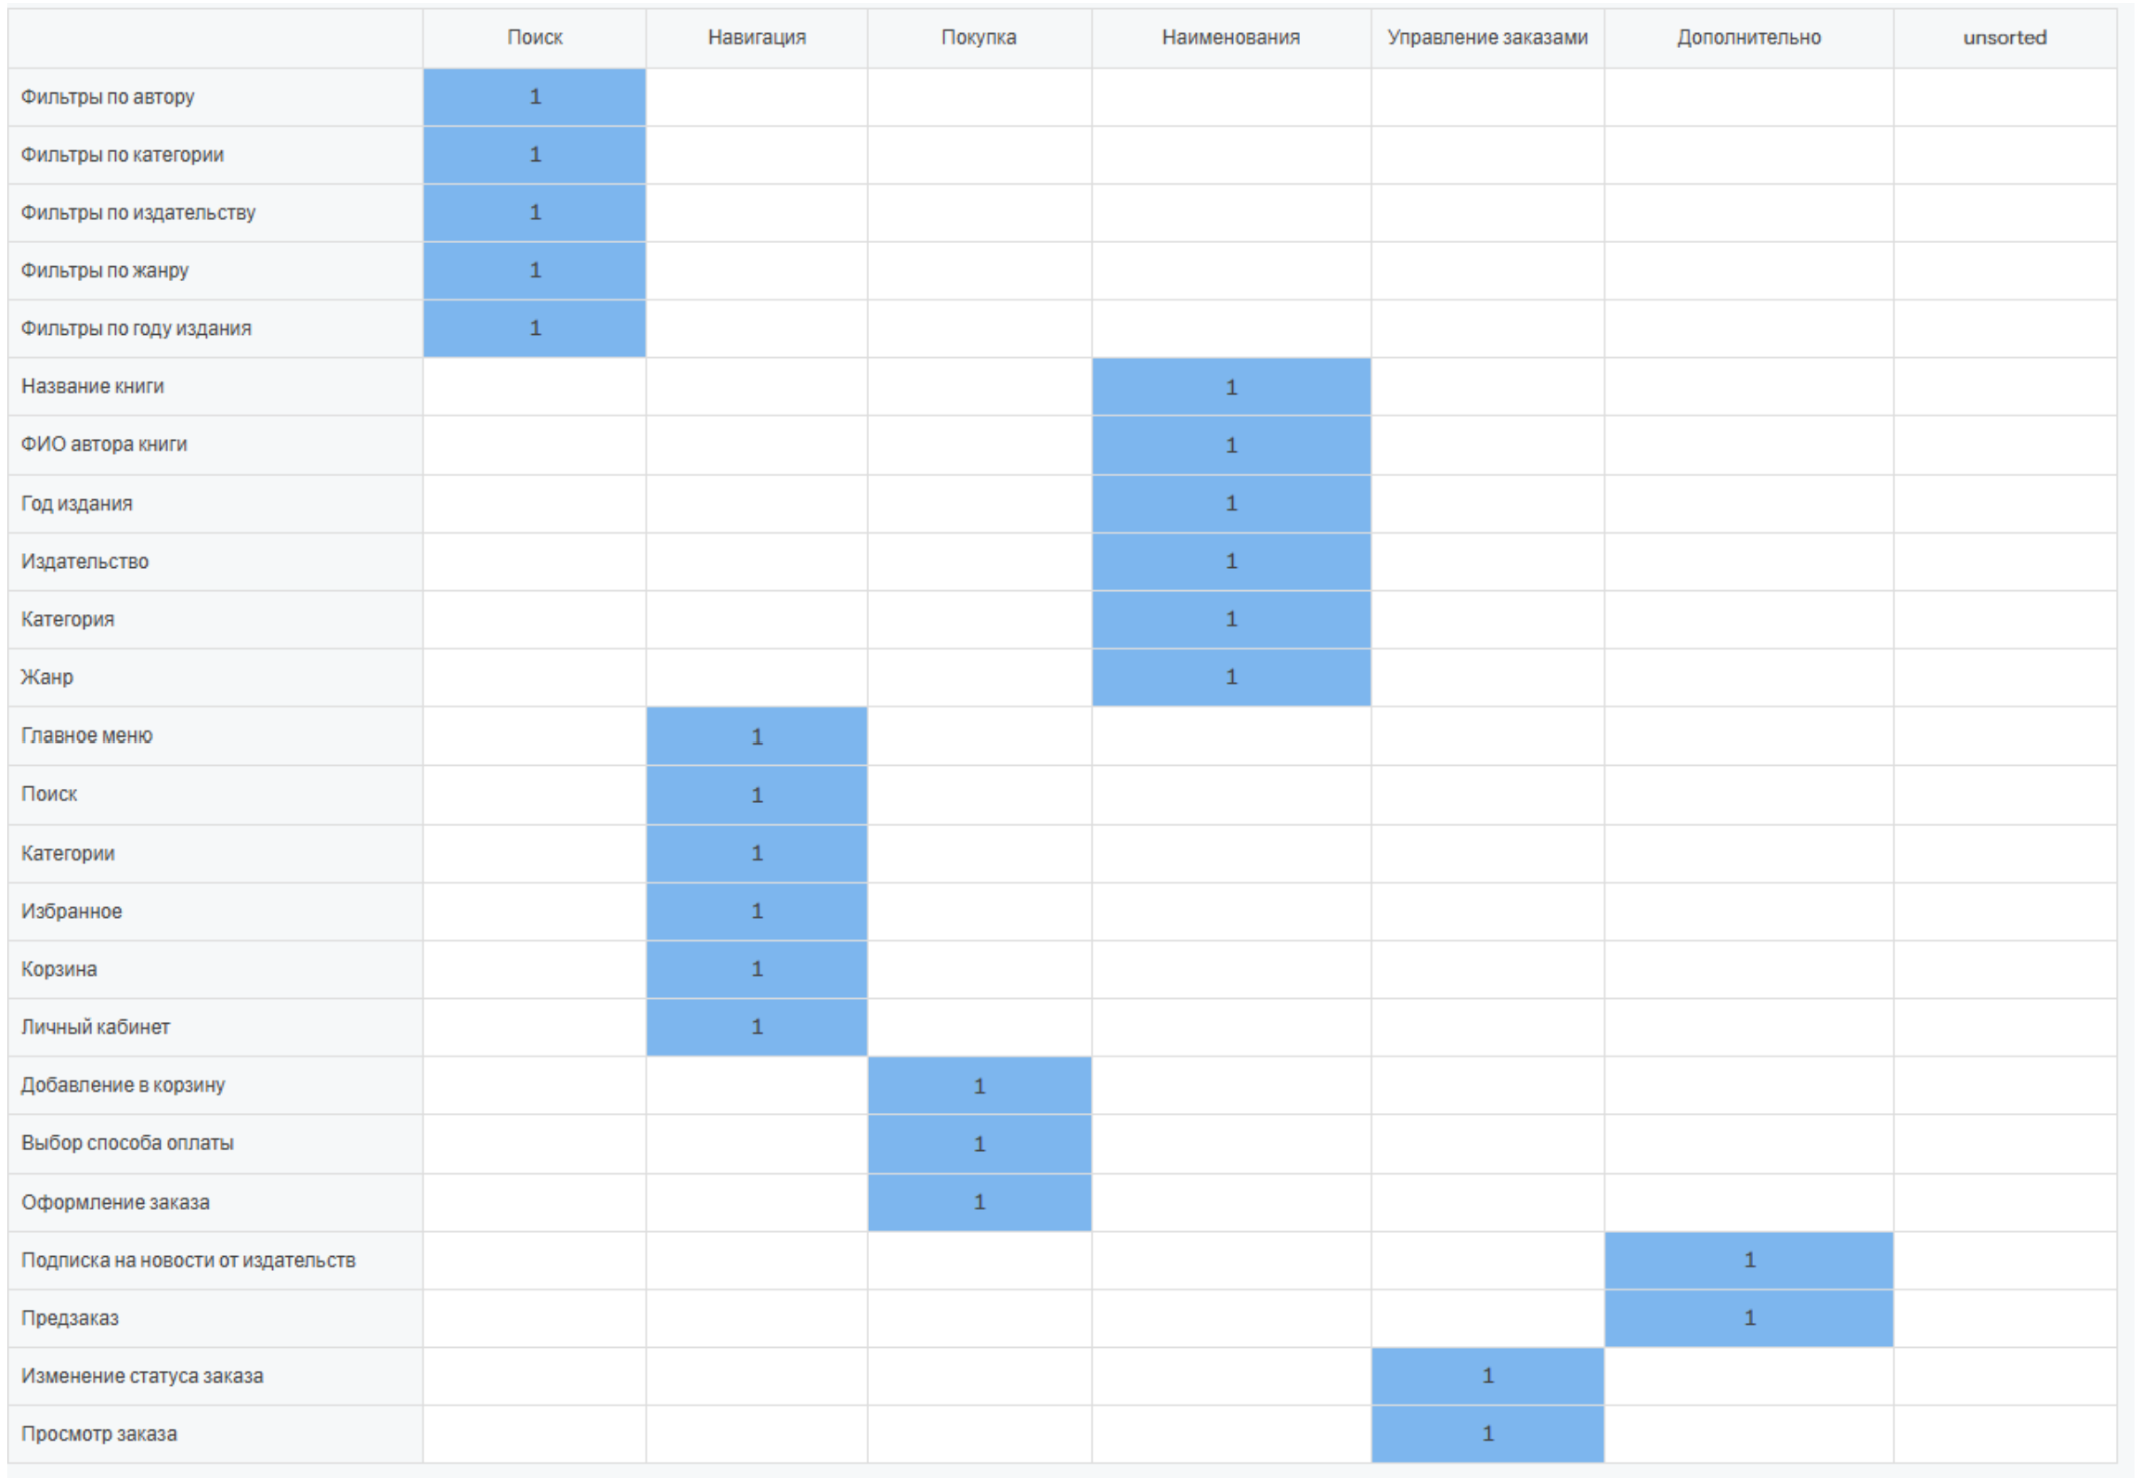 Поиск Навигация Покупка Наименования Управление заказами Дополнительно unsorted
Фильтры по автору 1
Фильтры по категории 1
Фильтры по издательству 1
Фильтры по жанру 1
Фильтры по году издания 1
Название книги 1
ФИО автора книги 1
Год издания 1
Издательство 1
Категория 1
Жанр 1
Главное меню 1
Поиск 1
Категории 1
Избранное 1
Корзина 1
Личный кабинет 1
Добавление в корзину 1
Выбор способа оплаты 1
Оформление заказа 1
Подписка на новости от издательств 1
Предзаказ 1
Изменение статуса заказа 1
Просмотр заказа 1